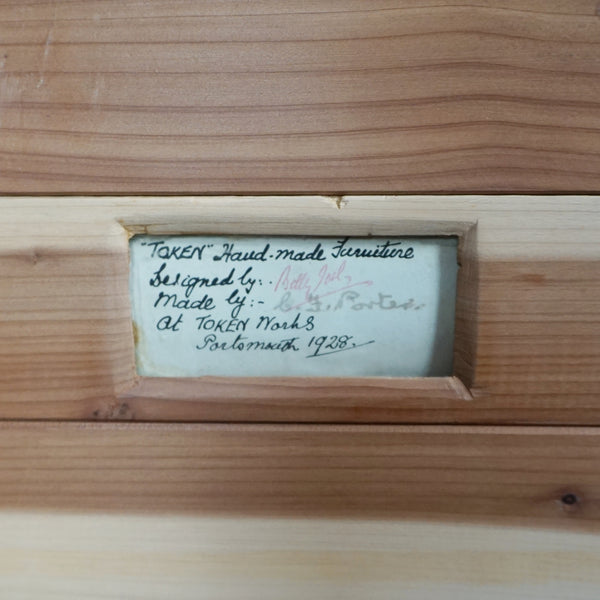 "TOKEN" Hand-made Furniture
Designed by:- Betty Joel
Made by:- G. Porter.
at TOKEN Works
Portsmouth 1928.